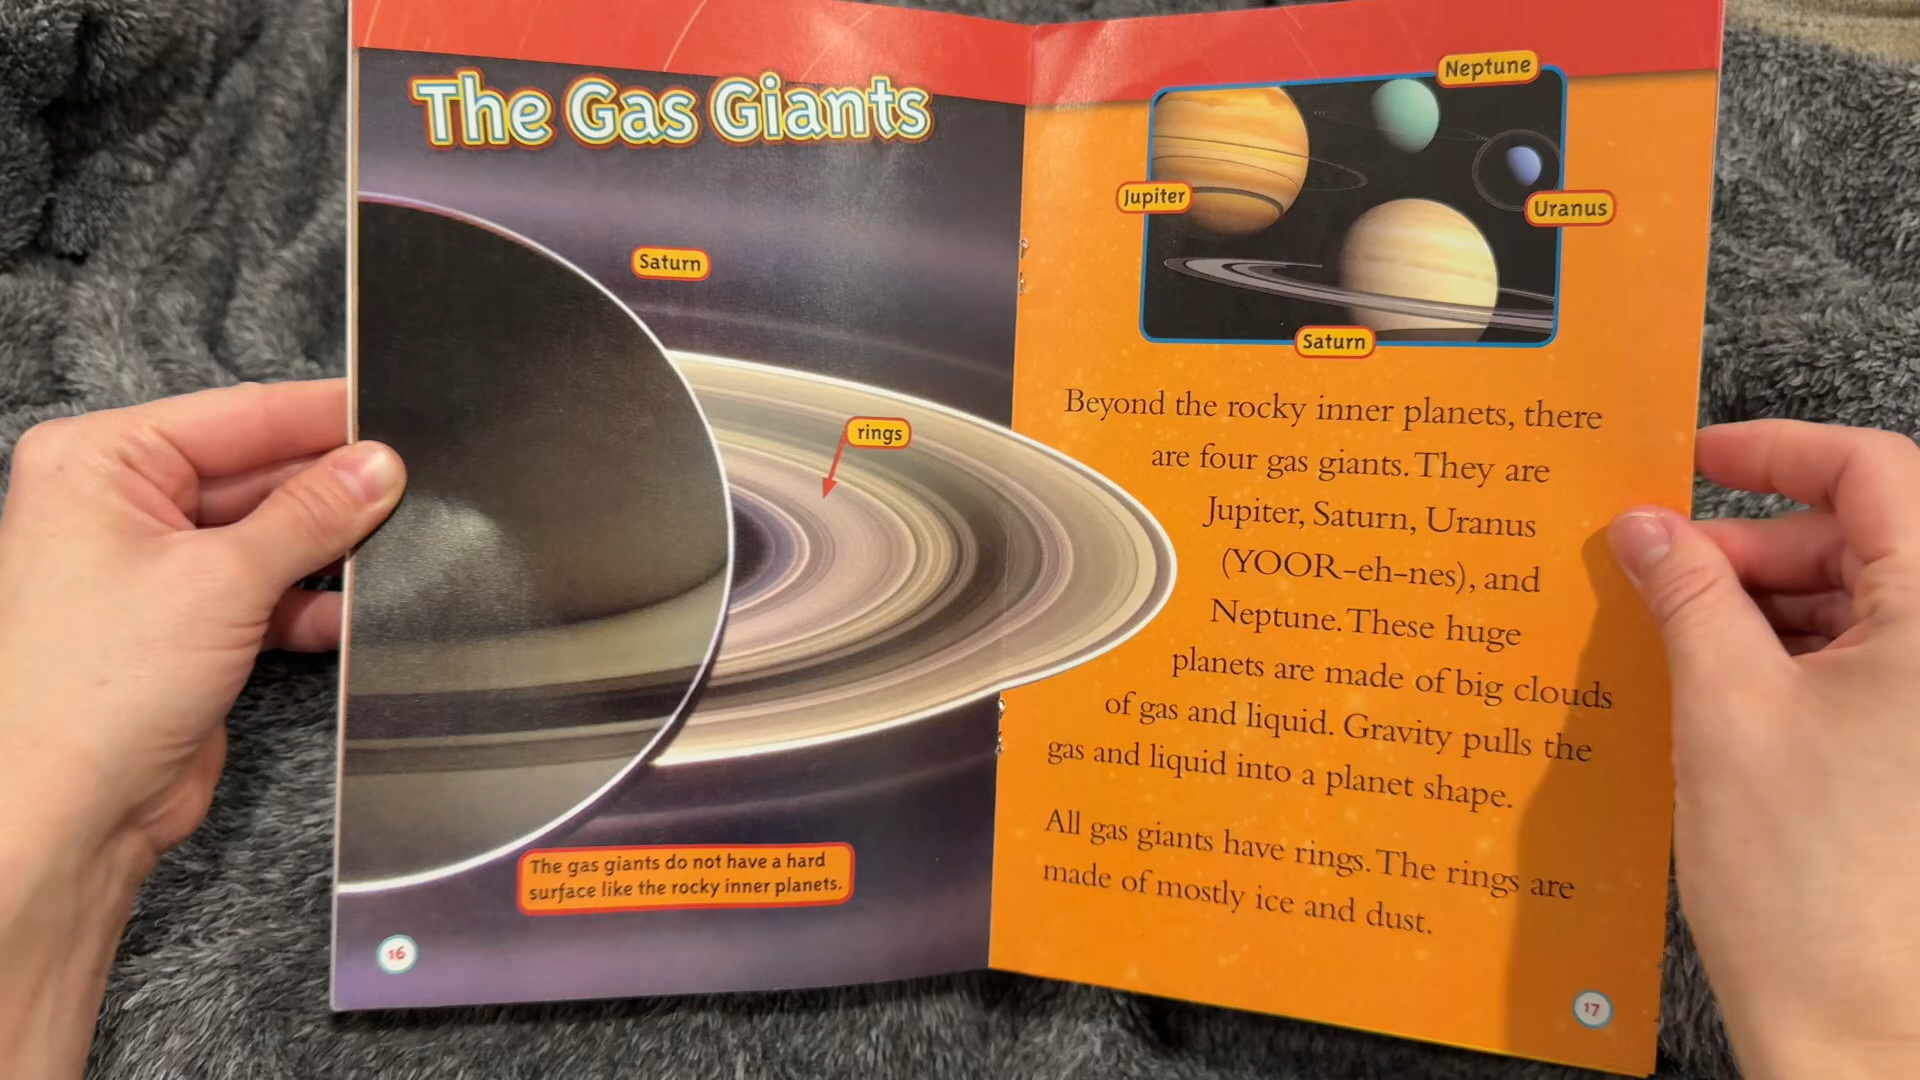 The Gas Giants
Saturn
rings
The gas giants do not have a hard
surface like the rocky inner planets.
16
Neptune
Jupiter
Uranus
Saturn
Beyond the rocky inner planets, there
are four gas giants. They are
Jupiter, Saturn, Uranus
(YOOR-eh-nes), and
Neptune. These huge
planets are made of big clouds
of gas and liquid. Gravity pulls the
gas and liquid into a planet shape.
All gas giants have rings. The rings are
made of mostly ice and dust.
17